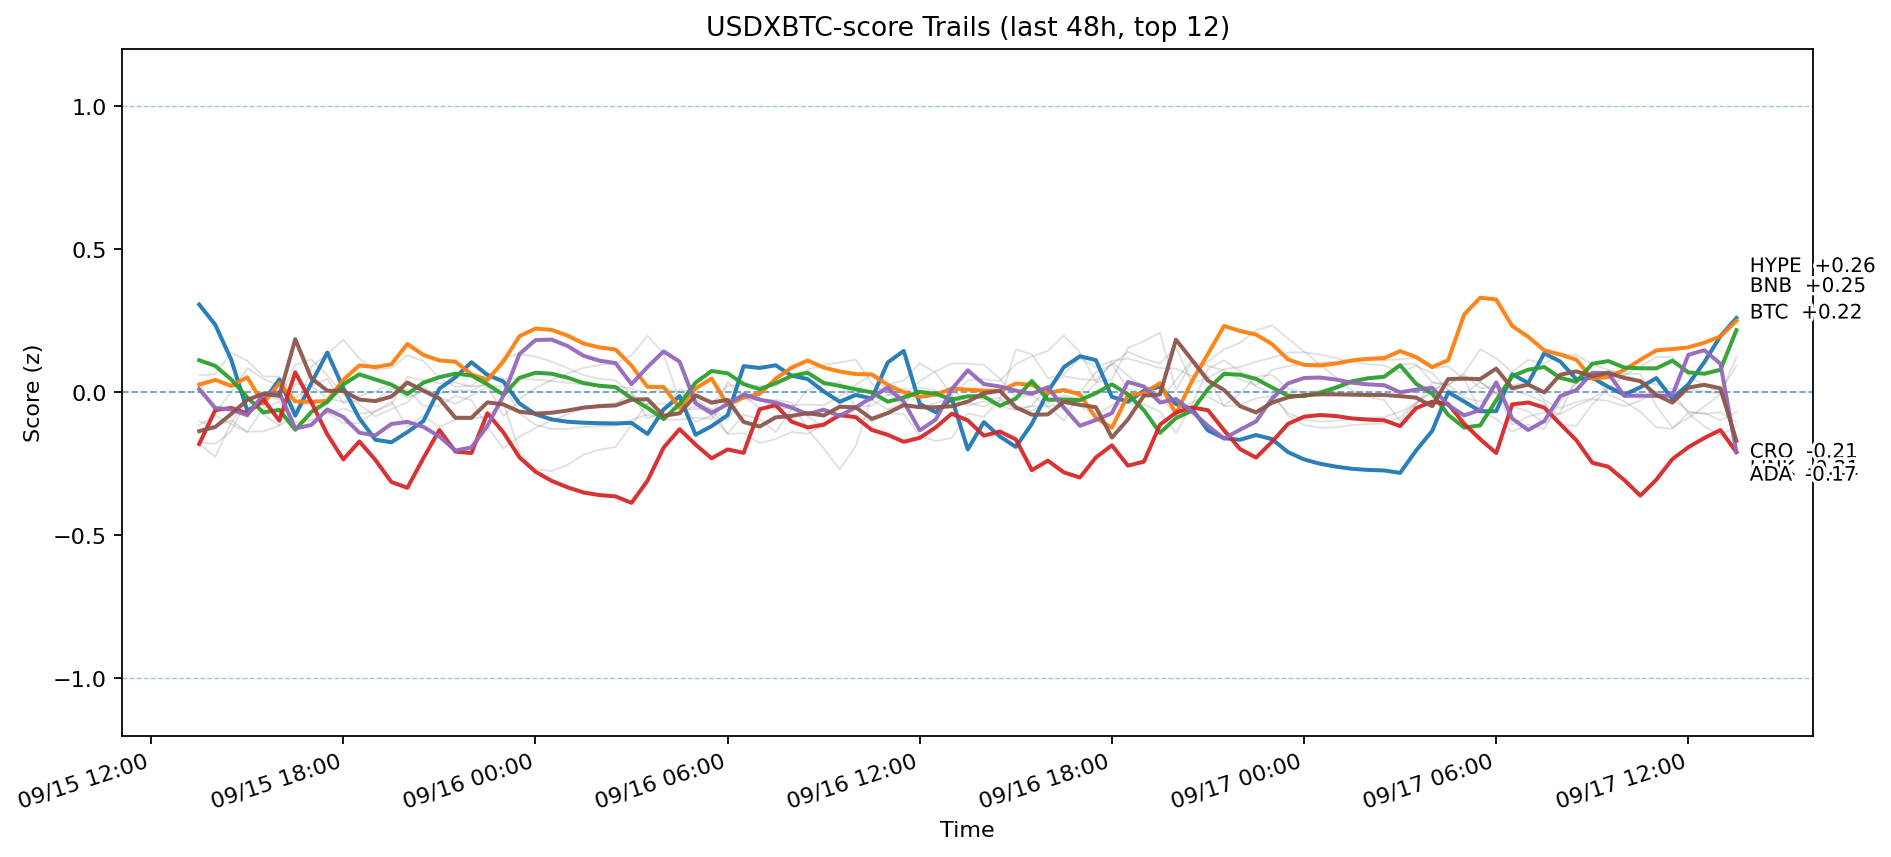 USDXBTC-score Trails (last 48h, top 12)
Score (z)
1.0
0.5
0.0
−0.5
−1.0
HYPE +0.26
BNB +0.25
BTC +0.22
CRO -0.21
ADA -0.17
09/15 12:00
09/15 18:00
09/16 00:00
09/16 06:00
09/16 12:00
09/16 18:00
09/17 00:00
09/17 06:00
09/17 12:00
Time